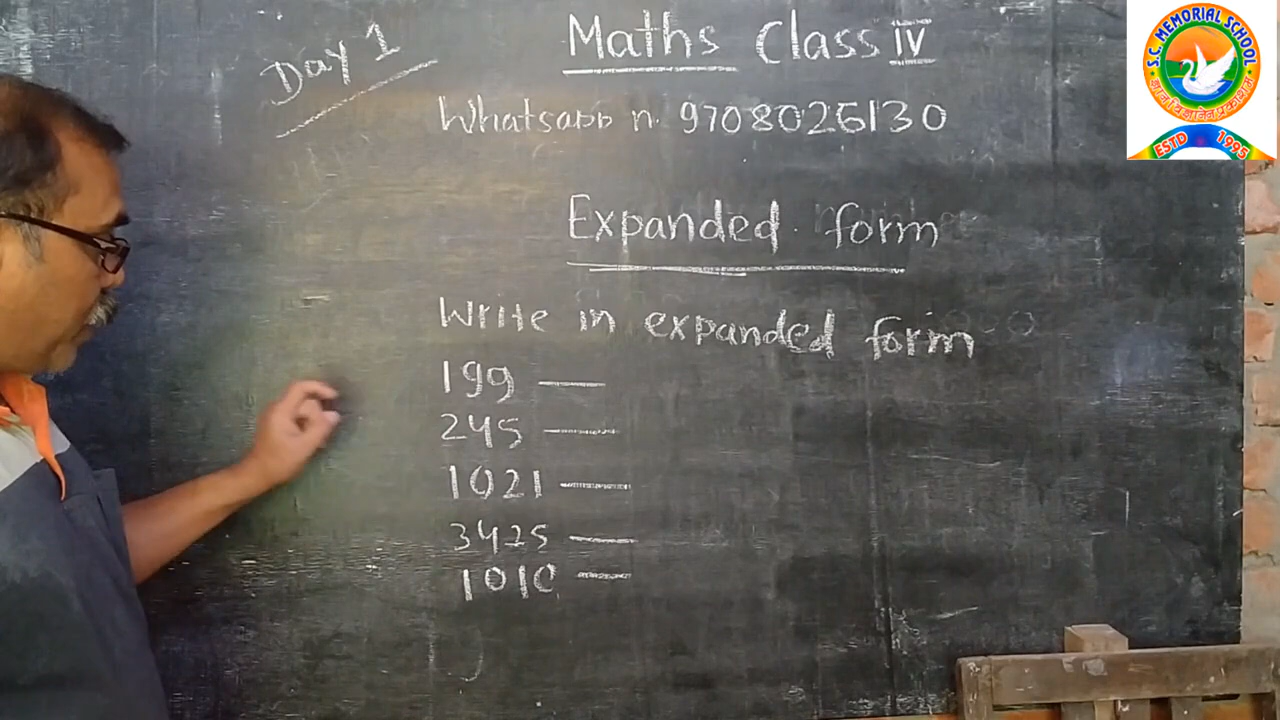 Day 1
Maths Class IV
Whatsapp n. 9708026130
Expanded form
Write in expanded form
199 —
245 —
1021 —
3425 —
1010 —
S.C. MEMORIAL SCHOOL
ESTD 1995